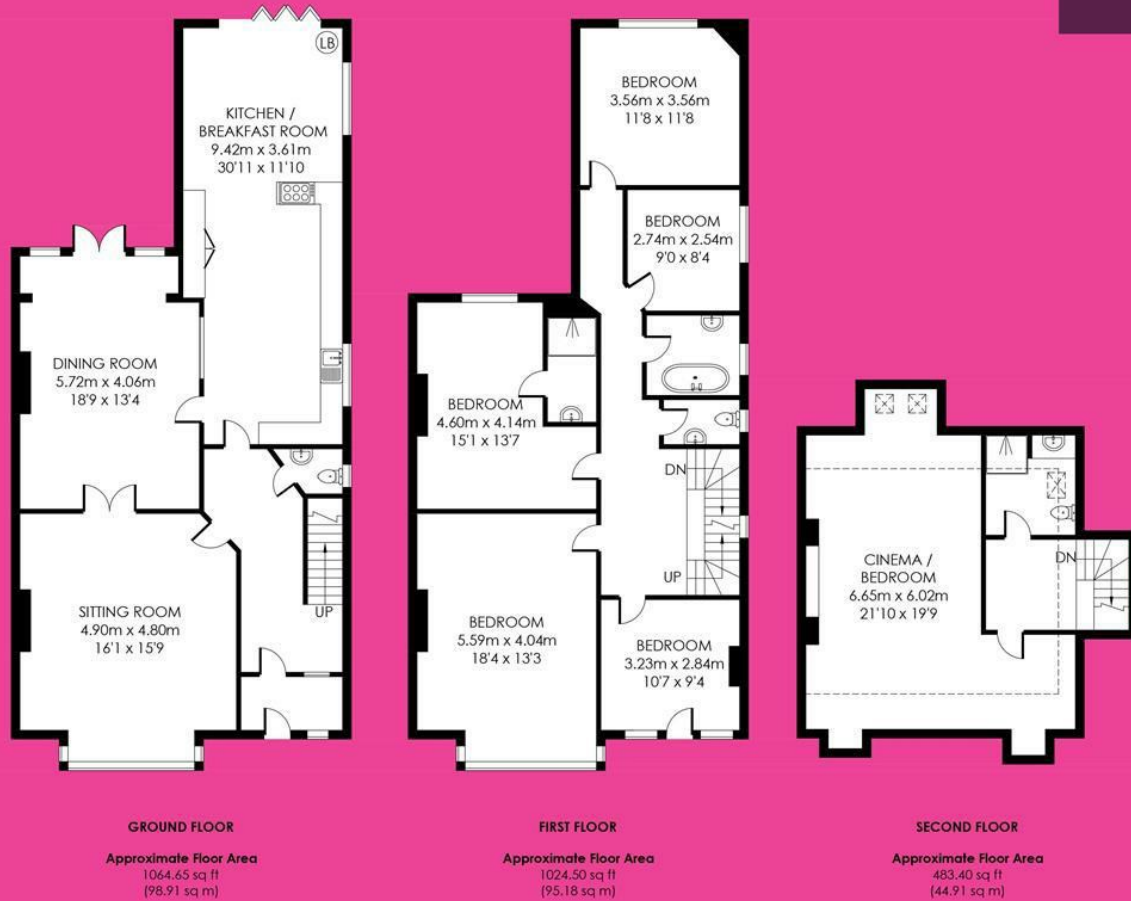 LB
KITCHEN /
BREAKFAST ROOM
9.42m x 3.61m
30'11 x 11'10
DINING ROOM
5.72m x 4.06m
18'9 x 13'4
SITTING ROOM
4.90m x 4.80m
16'1 x 15'9
UP
GROUND FLOOR
Approximate Floor Area
1064.65 sq ft
(98.91 sq m)
BEDROOM
3.56m x 3.56m
11'8 x 11'8
BEDROOM
2.74m x 2.54m
9'0 x 8'4
BEDROOM
4.60m x 4.14m
15'1 x 13'7
DN
UP
BEDROOM
5.59m x 4.04m
18'4 x 13'3
BEDROOM
3.23m x 2.84m
10'7 x 9'4
FIRST FLOOR
Approximate Floor Area
1024.50 sq ft
(95.18 sq m)
CINEMA /
BEDROOM
6.65m x 6.02m
21'10 x 19'9
DN
SECOND FLOOR
Approximate Floor Area
483.40 sq ft
(44.91 sq m)